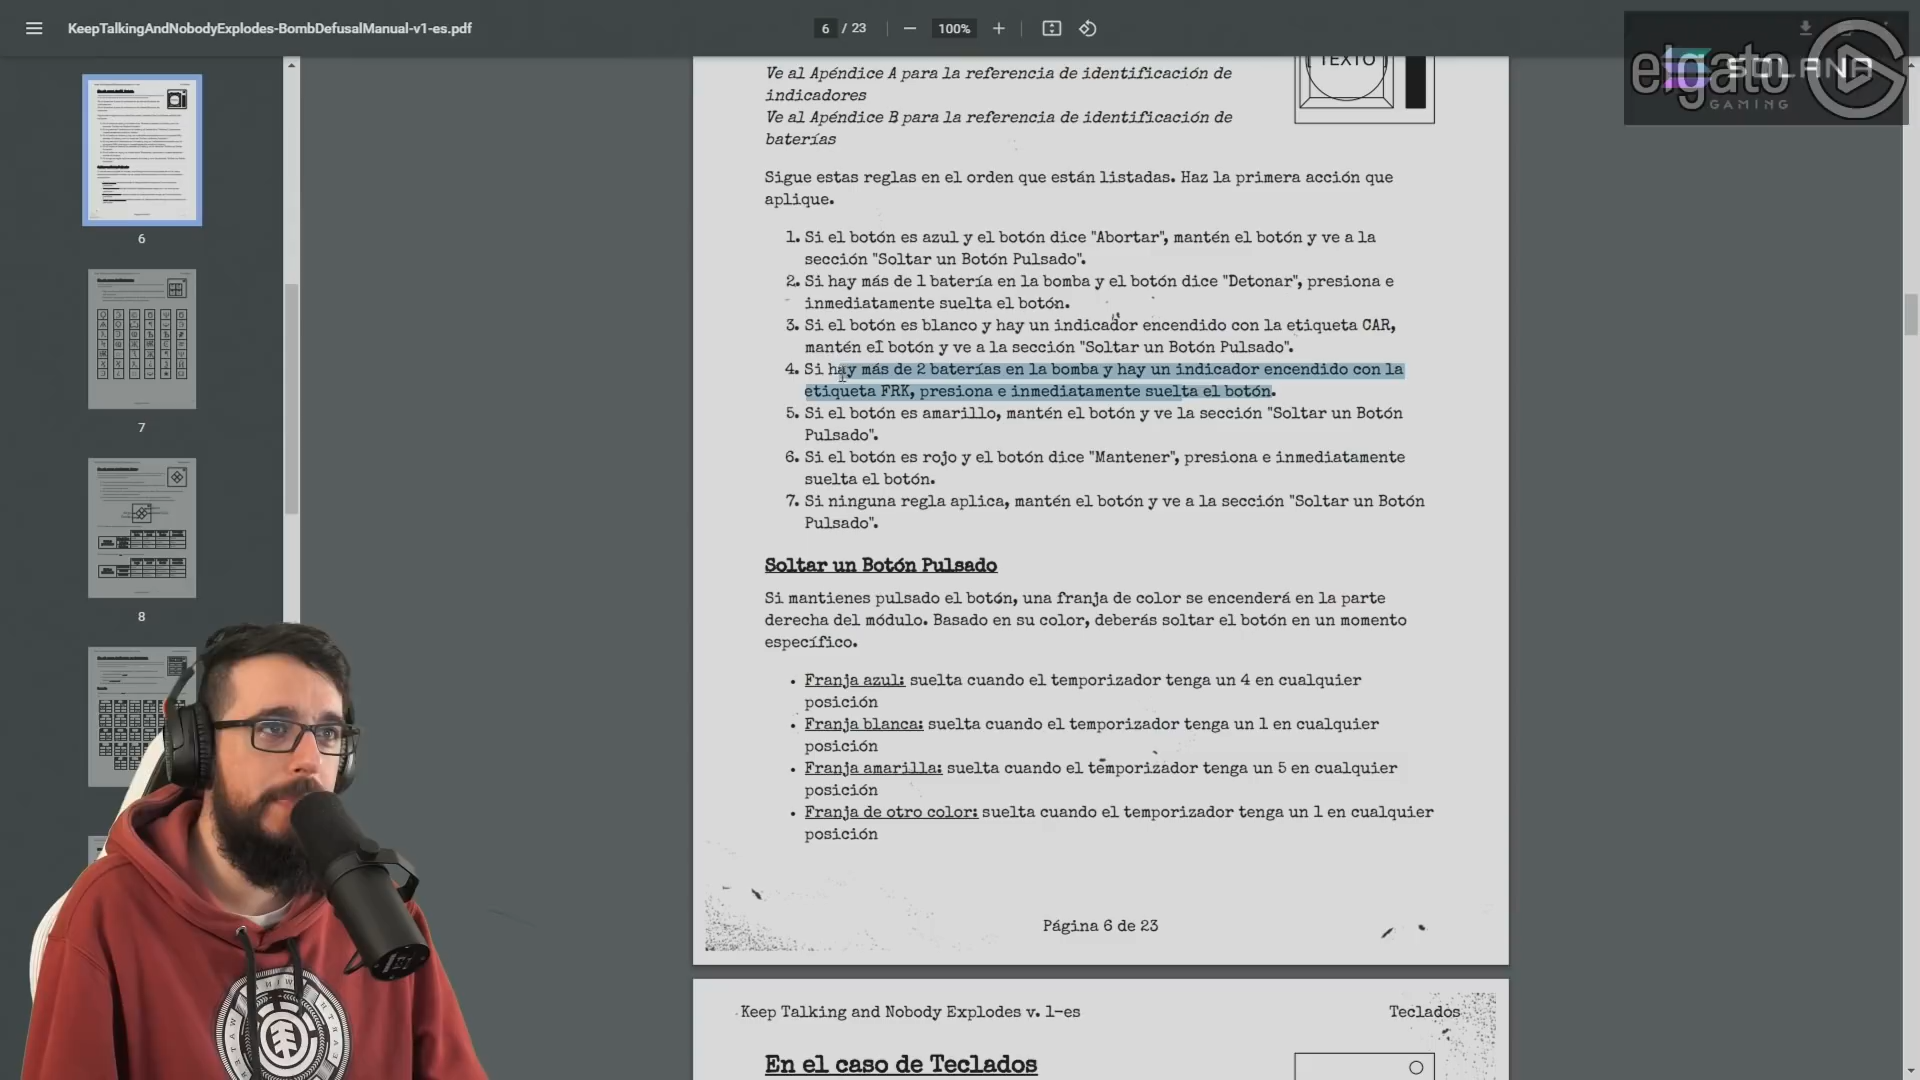 KeepTalkingAndNobodyExplodes-BombDefusalManual-v1-es.pdf
6 / 23
100%
elgato
GAMING
SOLANA
6
7
8
TEXTO
Ve al Apéndice A para la referencia de identificación de
indicadores
Ve al Apéndice B para la referencia de identificación de
baterías
Sigue estas reglas en el orden que están listadas. Haz la primera acción que
aplique.
1. Si el botón es azul y el botón dice "Abortar", mantén el botón y ve a la
sección "Soltar un Botón Pulsado".
2. Si hay más de 1 batería en la bomba y el botón dice "Detonar", presiona e
inmediatamente suelta el botón.
3. Si el botón es blanco y hay un indicador encendido con la etiqueta CAR,
mantén el botón y ve a la sección "Soltar un Botón Pulsado".
4. Si hay más de 2 baterías en la bomba y hay un indicador encendido con la
etiqueta FRK, presiona e inmediatamente suelta el botón.
5. Si el botón es amarillo, mantén el botón y ve la sección "Soltar un Botón
Pulsado".
6. Si el botón es rojo y el botón dice "Mantener", presiona e inmediatamente
suelta el botón.
7. Si ninguna regla aplica, mantén el botón y ve a la sección "Soltar un Botón
Pulsado".
Soltar un Botón Pulsado
Si mantienes pulsado el botón, una franja de color se encenderá en la parte
derecha del módulo. Basado en su color, deberás soltar el botón en un momento
específico.
• Franja azul: suelta cuando el temporizador tenga un 4 en cualquier
posición
• Franja blanca: suelta cuando el temporizador tenga un 1 en cualquier
posición
• Franja amarilla: suelta cuando el temporizador tenga un 5 en cualquier
posición
• Franja de otro color: suelta cuando el temporizador tenga un 1 en cualquier
posición
Página 6 de 23
Keep Talking and Nobody Explodes v. 1-es
Teclados
En el caso de Teclados